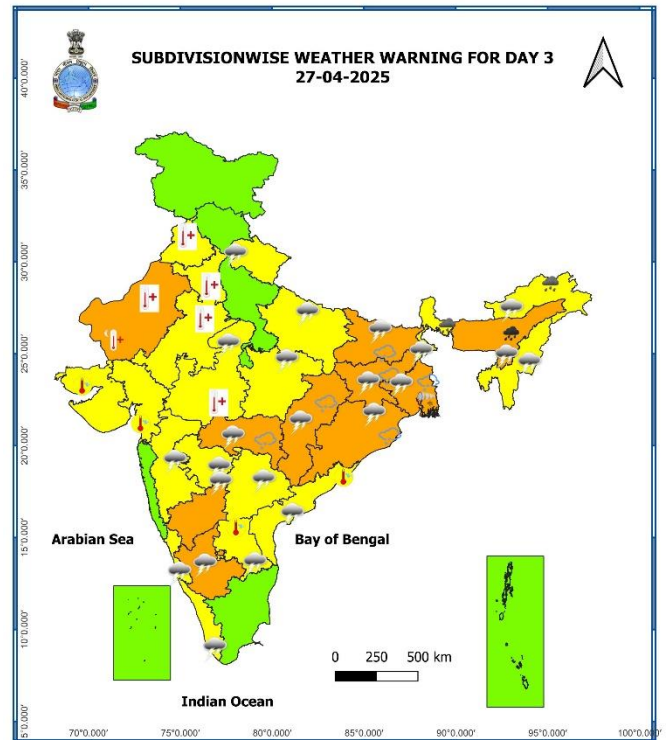 SUBDIVISIONWISE WEATHER WARNING FOR DAY 3
27-04-2025
40°0.000'
35°0.000'
30°0.000'
25°0.000'
20°0.000'
15°0.000'
10°0.000'
5°0.000'
Arabian Sea
Bay of Bengal
0 250 500 km
Indian Ocean
70°0.000' 75°0.000' 80°0.000' 85°0.000' 90°0.000' 95°0.000'